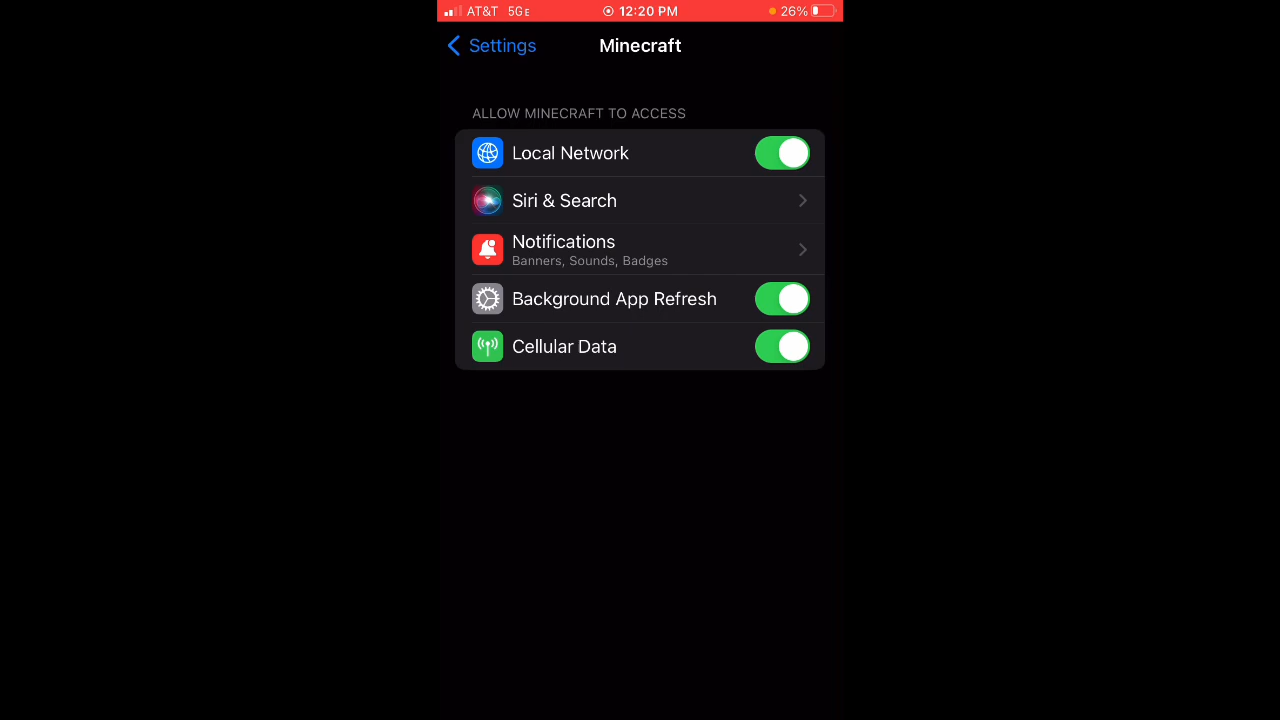 AT&T 5GE 12:20 PM 26%
Settings Minecraft
ALLOW MINECRAFT TO ACCESS
Local Network
Siri & Search
Notifications
Banners, Sounds, Badges
Background App Refresh
Cellular Data